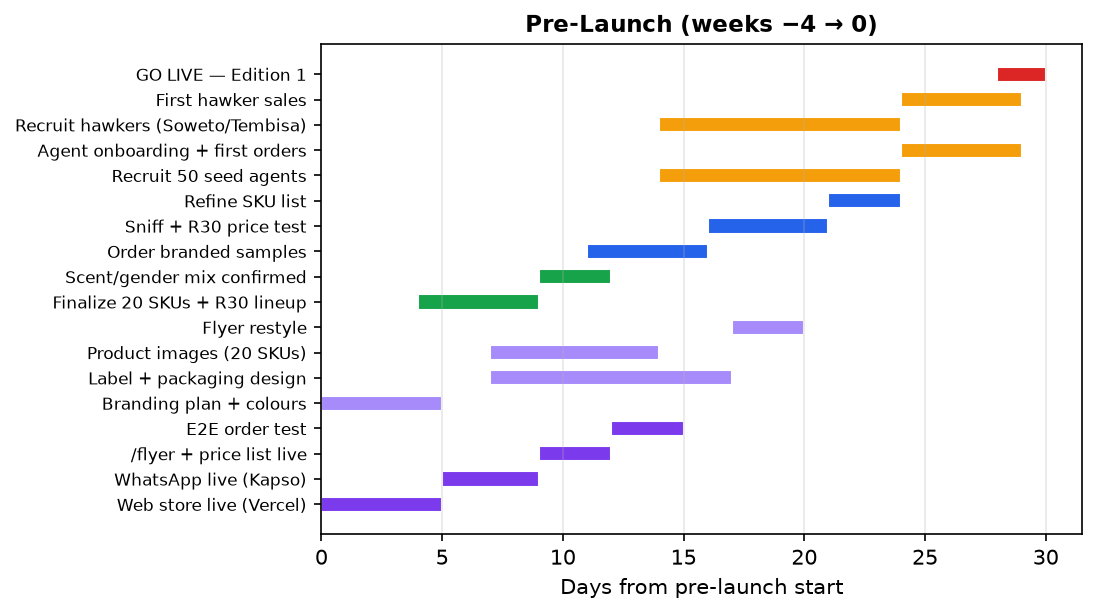 Pre-Launch (weeks −4 → 0)
GO LIVE — Edition 1
First hawker sales
Recruit hawkers (Soweto/Tembisa)
Agent onboarding + first orders
Recruit 50 seed agents
Refine SKU list
Sniff + R30 price test
Order branded samples
Scent/gender mix confirmed
Finalize 20 SKUs + R30 lineup
Flyer restyle
Product images (20 SKUs)
Label + packaging design
Branding plan + colours
E2E order test
/flyer + price list live
WhatsApp live (Kapso)
Web store live (Vercel)
0 5 10 15 20 25 30
Days from pre-launch start